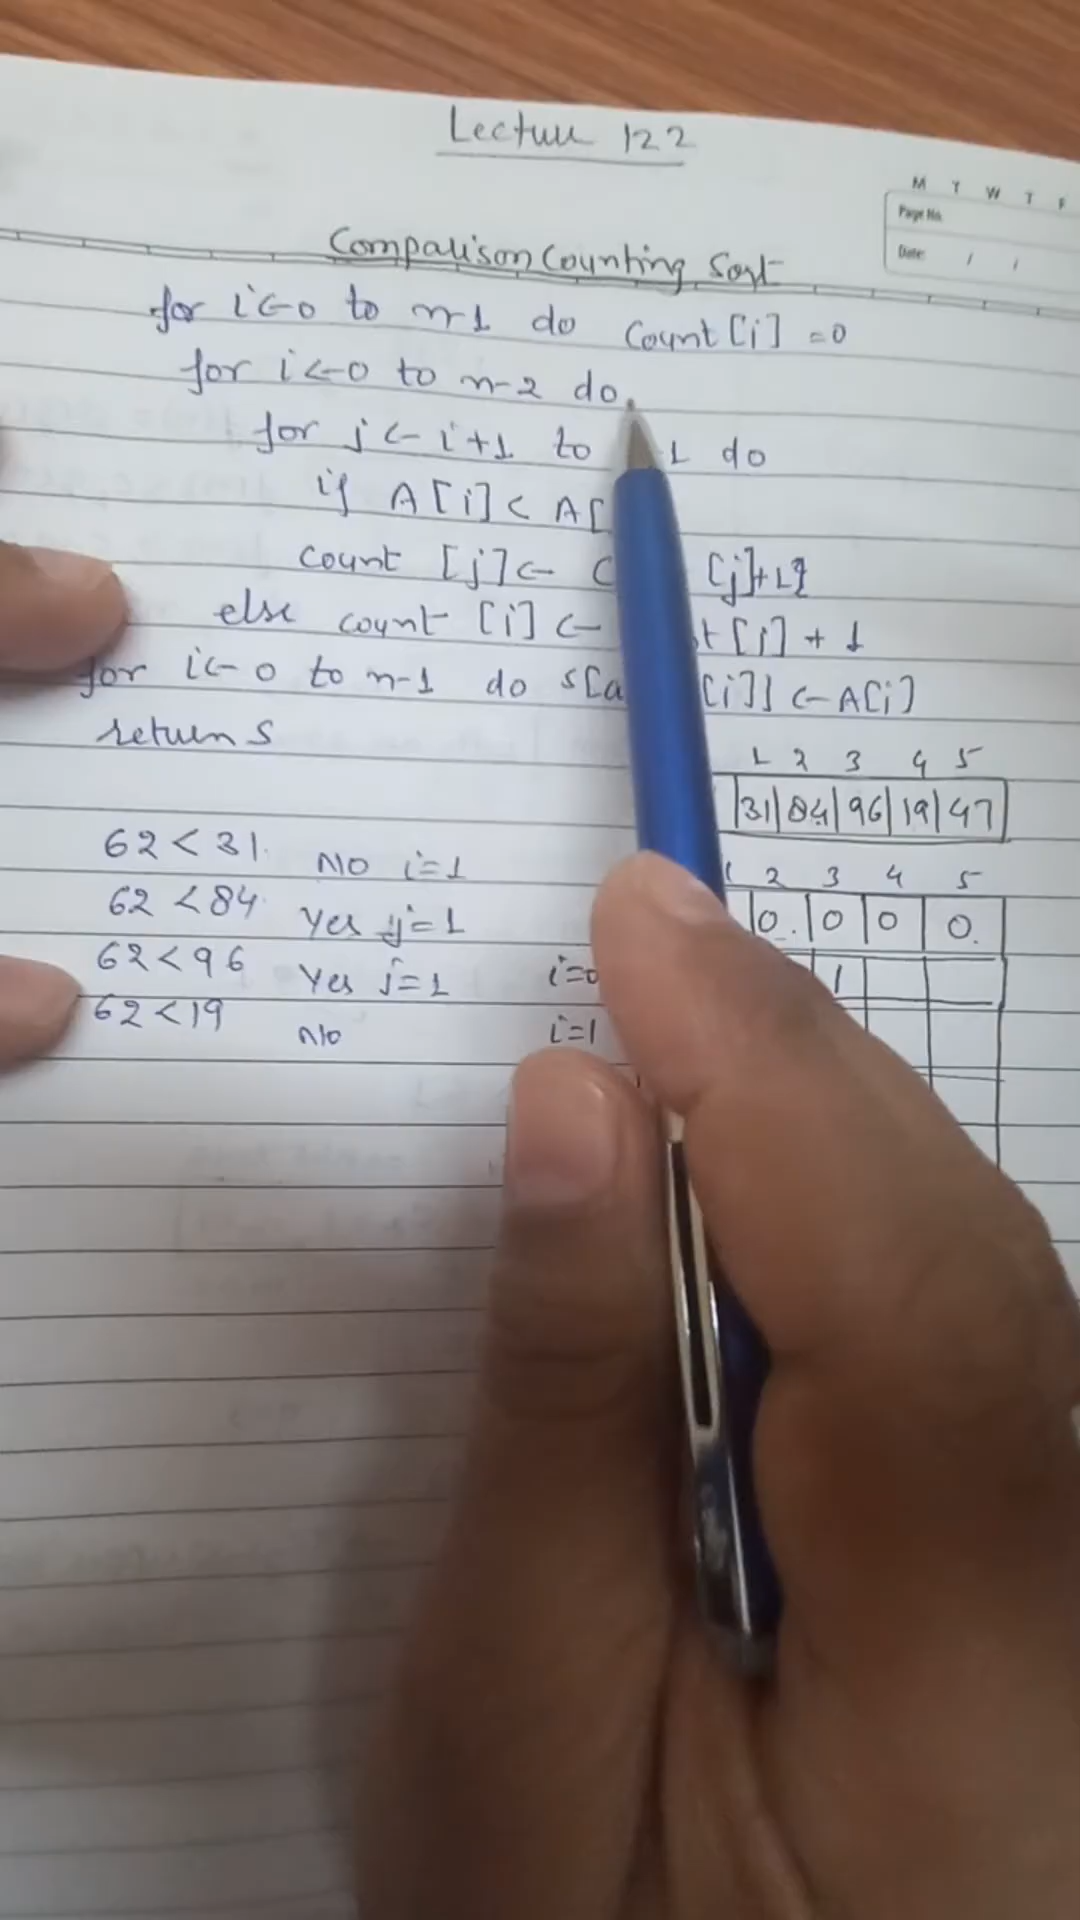 Lecture 122
M T W T F
Page No.
Date: / /
Comparison Counting Sort
for i←0 to n-1 do Count[i] =0
for i←0 to n-2 do
for j←i+1 to 1 do
if A[i]< A[
Count [j]← C [j]+1}
else count [i]← t[i] + 1
for i←0 to n-1 do S[ [i]]←A[i]
return S
1 2 3 4 5
31|84|96|19|47
62<31. NO i=1
62<84 Yes j=1
62<96 Yes j=1
62<19 No
1 2 3 4 5
0 0 0 0
i=0 1
i=1